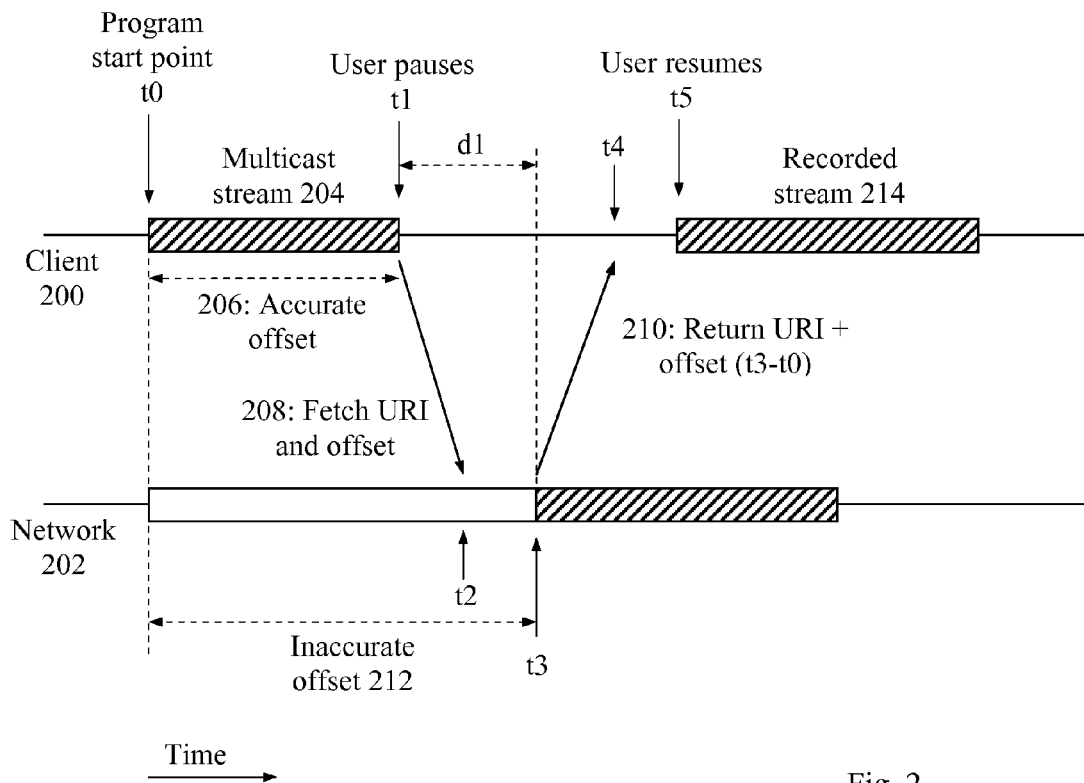 Program
start point
t0
User pauses
t1
User resumes
t5
d1
t4
Multicast
stream 204
Recorded
stream 214
Client
200
206: Accurate
offset
210: Return URI +
offset (t3-t0)
208: Fetch URI
and offset
Network
202
t2
Inaccurate
offset 212
t3
Time
Fig. 2